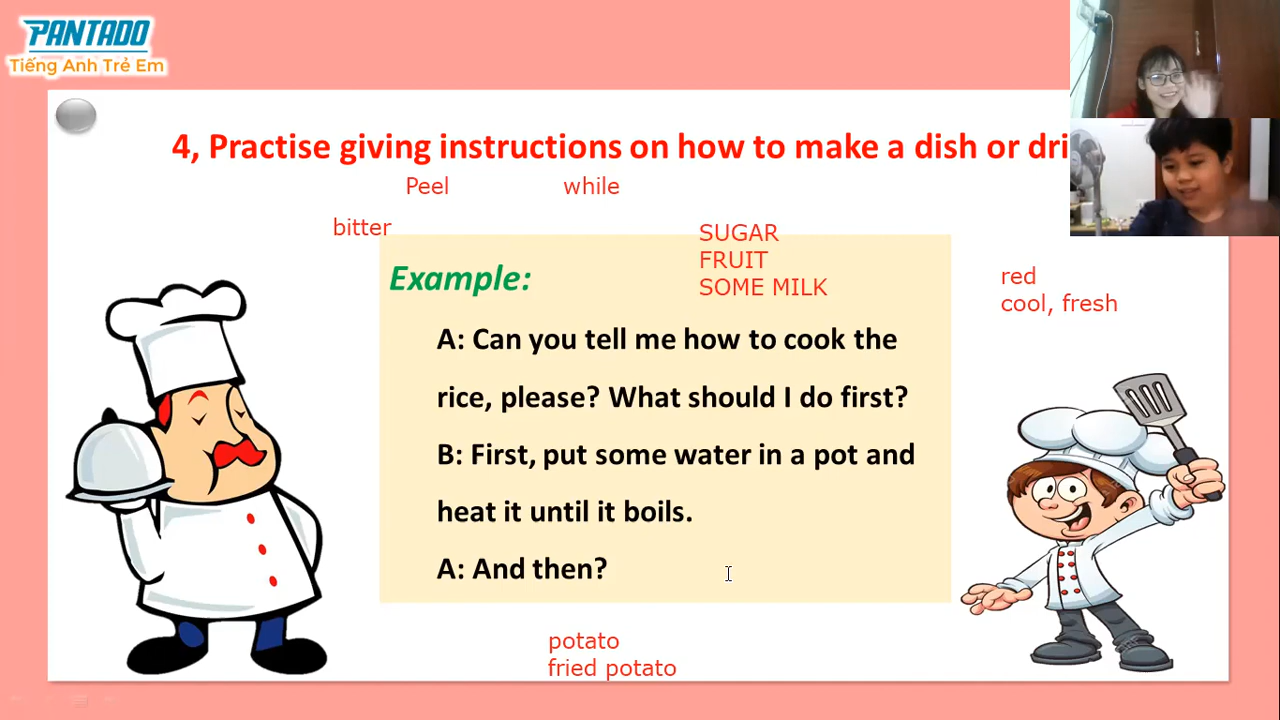 PANTADO
Tiếng Anh Trẻ Em
4, Practise giving instructions on how to make a dish or dri
Peel
while
bitter
SUGAR
FRUIT
SOME MILK
red
cool, fresh
Example:
A: Can you tell me how to cook the
rice, please? What should I do first?
B: First, put some water in a pot and
heat it until it boils.
A: And then?
potato
fried potato